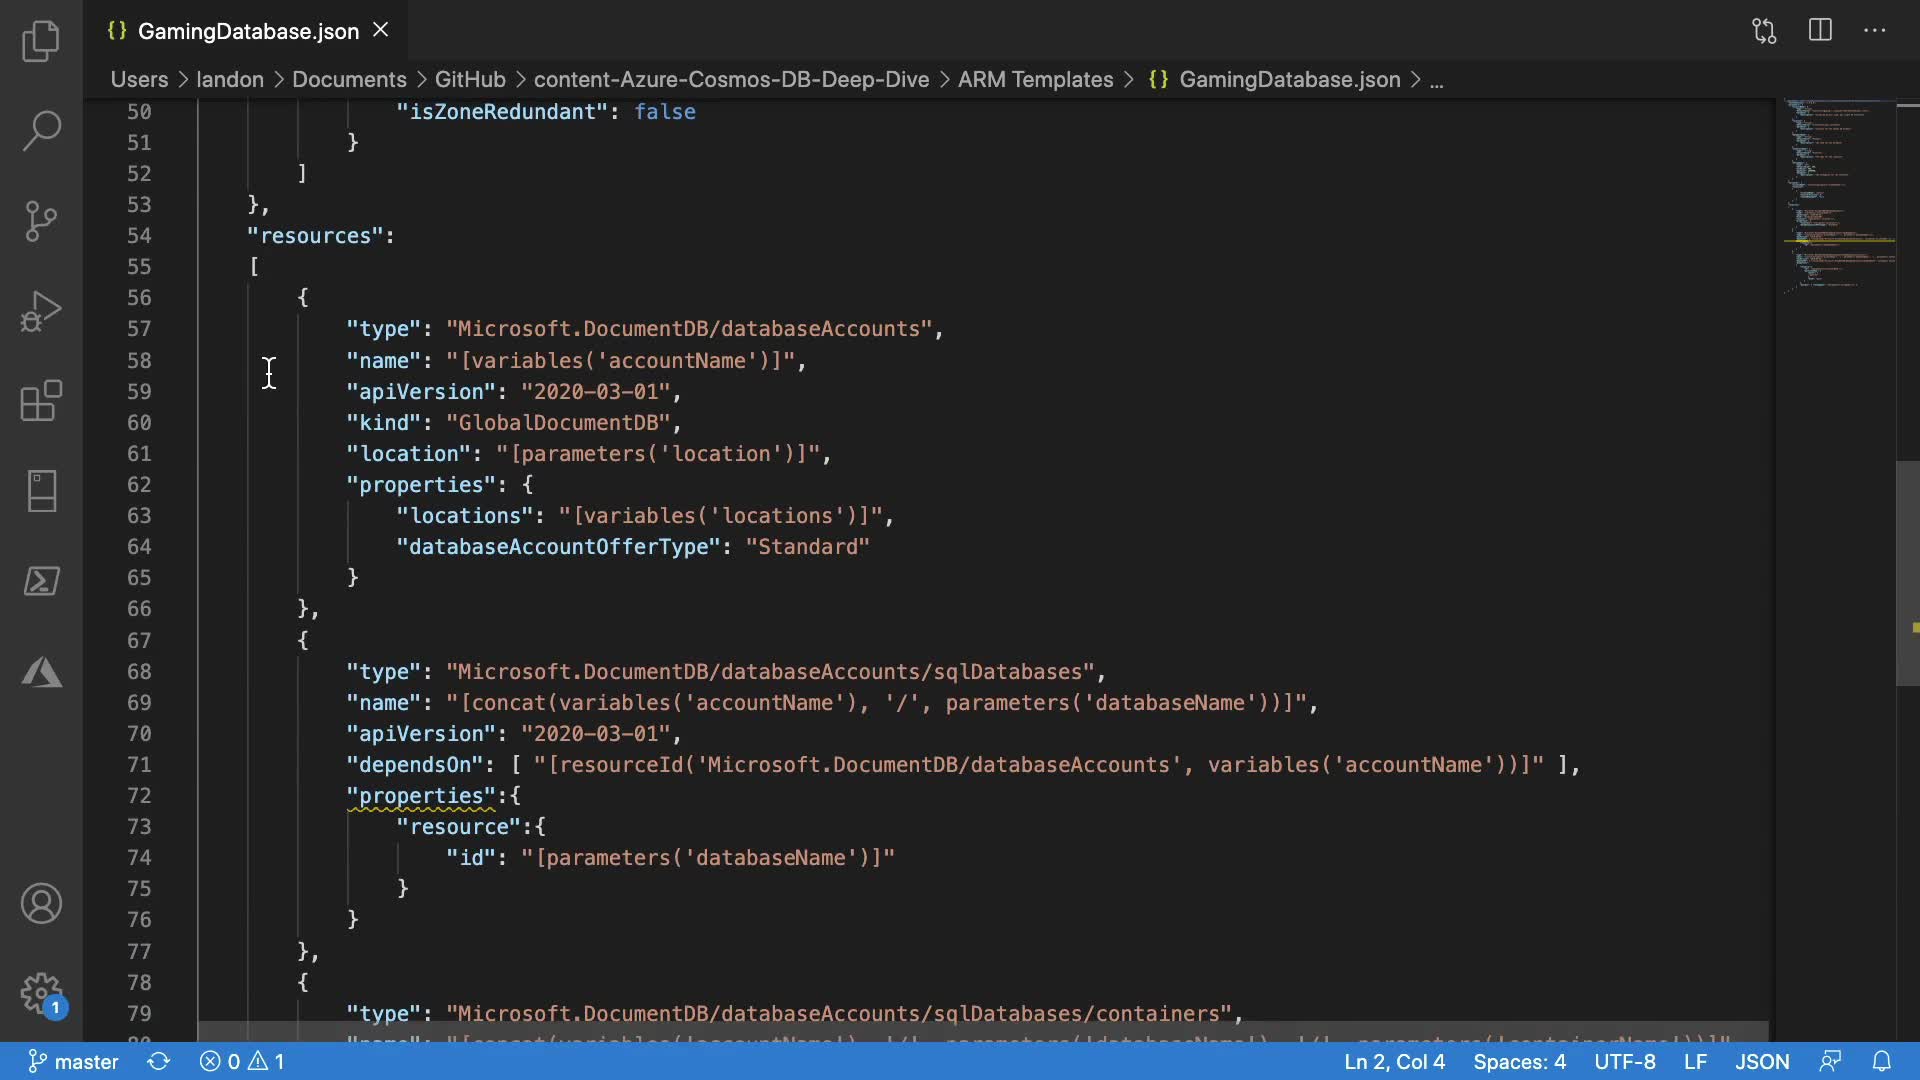 {} GamingDatabase.json ×
Users > landon > Documents > GitHub > content-Azure-Cosmos-DB-Deep-Dive > ARM Templates > {} GamingDatabase.json > ...
50 "isZoneRedundant": false
51 }
52 ]
53 },
54 "resources":
55 [
56 {
57 "type": "Microsoft.DocumentDB/databaseAccounts",
58 "name": "[variables('accountName')]",
59 "apiVersion": "2020-03-01",
60 "kind": "GlobalDocumentDB",
61 "location": "[parameters('location')]",
62 "properties": {
63 "locations": "[variables('locations')]",
64 "databaseAccountOfferType": "Standard"
65 }
66 },
67 {
68 "type": "Microsoft.DocumentDB/databaseAccounts/sqlDatabases",
69 "name": "[concat(variables('accountName'), '/', parameters('databaseName'))]",
70 "apiVersion": "2020-03-01",
71 "dependsOn": [ "[resourceId('Microsoft.DocumentDB/databaseAccounts', variables('accountName'))]" ],
72 "properties":{
73 "resource":{
74 "id": "[parameters('databaseName')]"
75 }
76 }
77 },
78 {
79 "type": "Microsoft.DocumentDB/databaseAccounts/sqlDatabases/containers",
1
master 0 1 Ln 2, Col 4 Spaces: 4 UTF-8 LF JSON